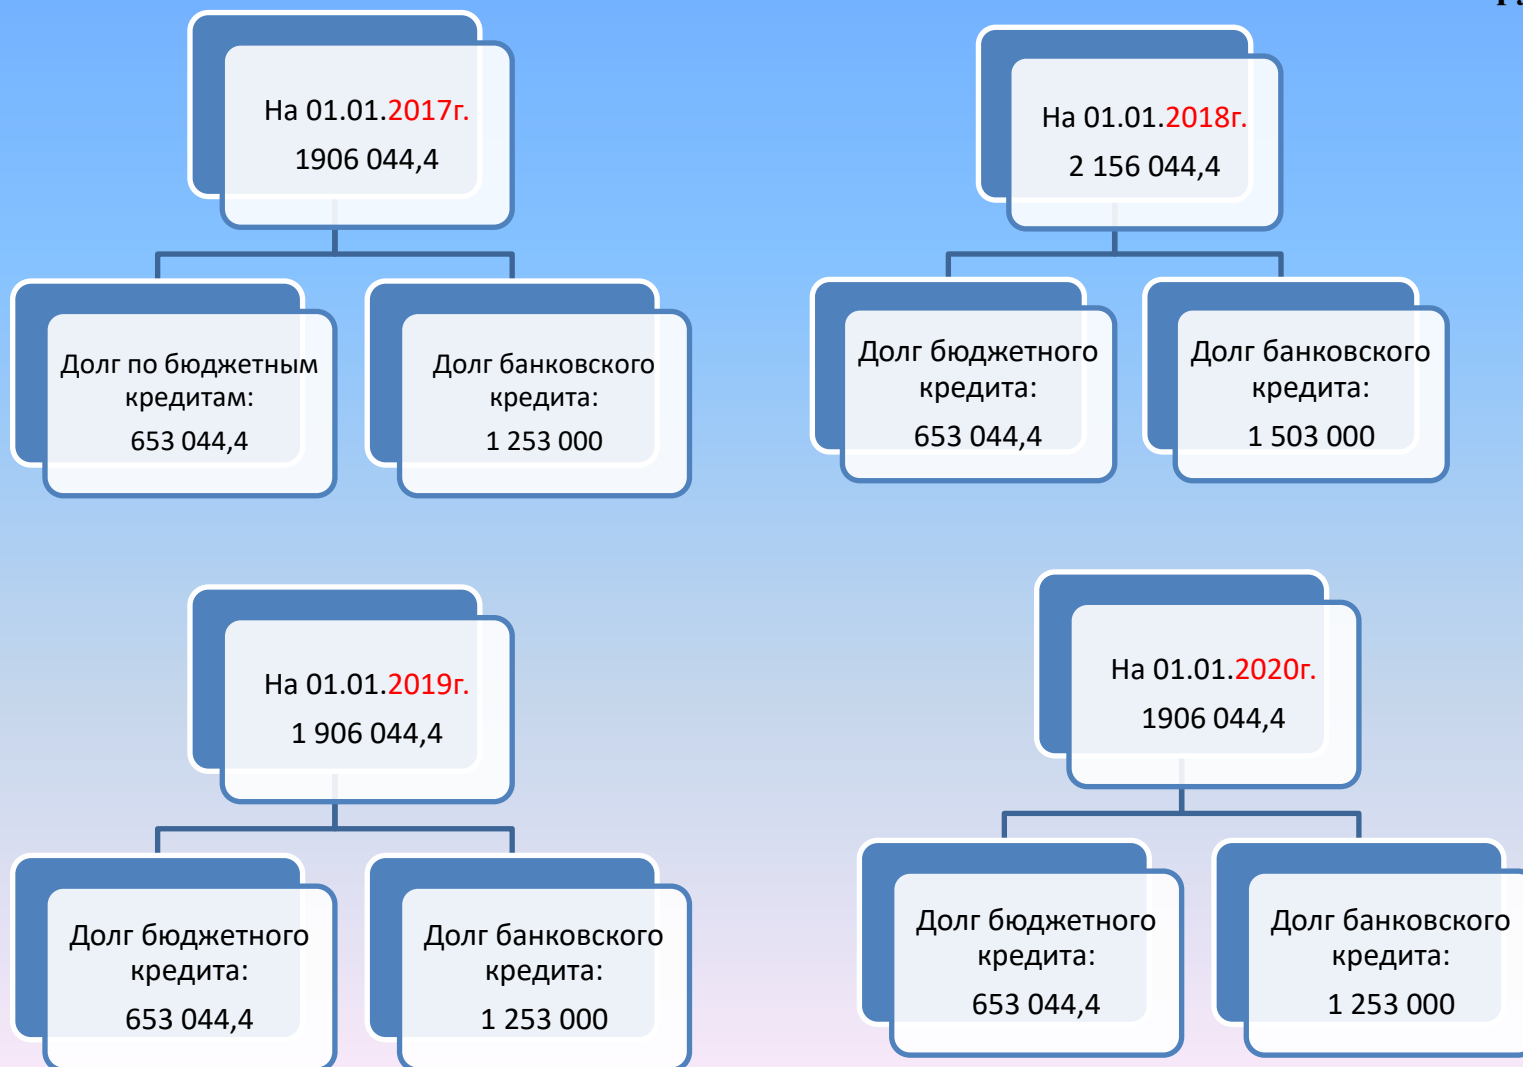 На 01.01.2017г.
1906 044,4
Долг по бюджетным
кредитам:
653 044,4
Долг банковского
кредита:
1 253 000
На 01.01.2018г.
2 156 044,4
Долг бюджетного
кредита:
653 044,4
Долг банковского
кредита:
1 503 000
На 01.01.2019г.
1 906 044,4
Долг бюджетного
кредита:
653 044,4
Долг банковского
кредита:
1 253 000
На 01.01.2020г.
1906 044,4
Долг бюджетного
кредита:
653 044,4
Долг банковского
кредита:
1 253 000